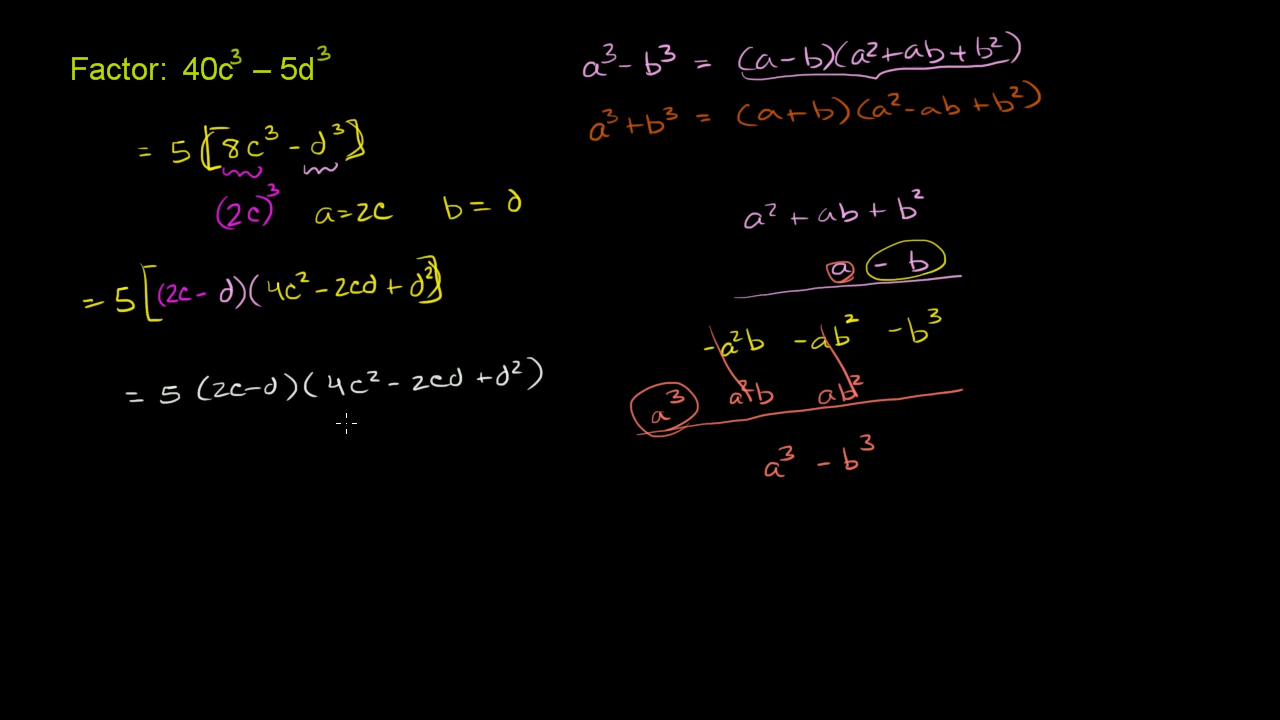 Factor: 40c³ – 5d³
= 5[8c³ - d³]
(2c)³ a=2c b= d
= 5[(2c- d)(4c² - 2cd + d²)]
= 5 (2c-d)(4c² - 2cd + d²)
a³ - b³ = (a-b)(a²+ab+b²)
a³+b³ = (a+b)(a²-ab+b²)
a² + ab + b²
a - b
-a²b -ab² -b³
a³ a²b ab²
a³ - b³